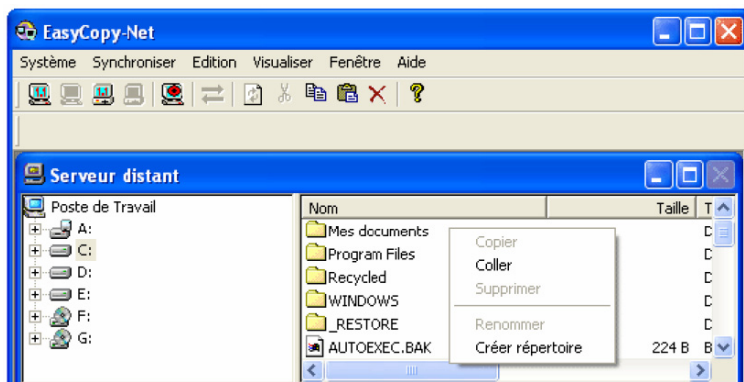 EasyCopy-Net
Système Synchroniser Edition Visualiser Fenêtre Aide
Serveur distant
Poste de Travail
A:
C:
D:
E:
F:
G:
Nom Taille T
Mes documents D
Program Files D
Recycled D
WINDOWS D
_RESTORE D
AUTOEXEC.BAK 224 B B
Copier
Coller
Supprimer
Renommer
Créer répertoire